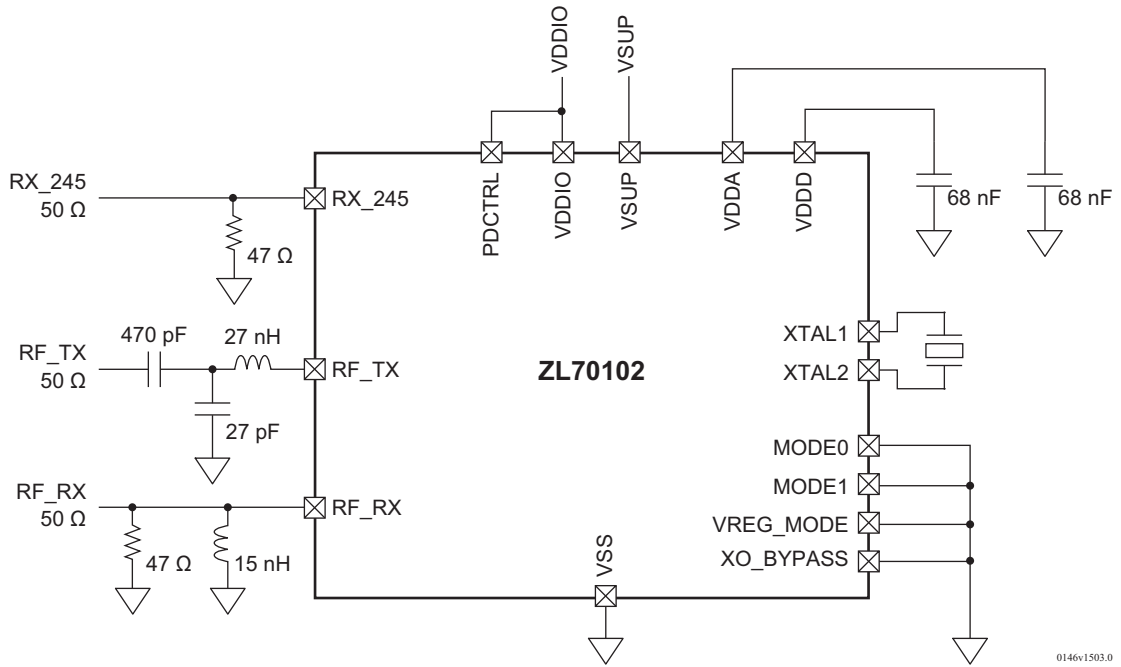 VDDIO
VSUP
PDCTRL
VDDIO
VSUP
VDDA
VDDD
68 nF
68 nF
RX_245
50 Ω
RX_245
47 Ω
470 pF
27 nH
RF_TX
50 Ω
RF_TX
27 pF
RF_RX
50 Ω
RF_RX
47 Ω
15 nH
ZL70102
XTAL1
XTAL2
MODE0
MODE1
VREG_MODE
XO_BYPASS
VSS
0146v1503.0